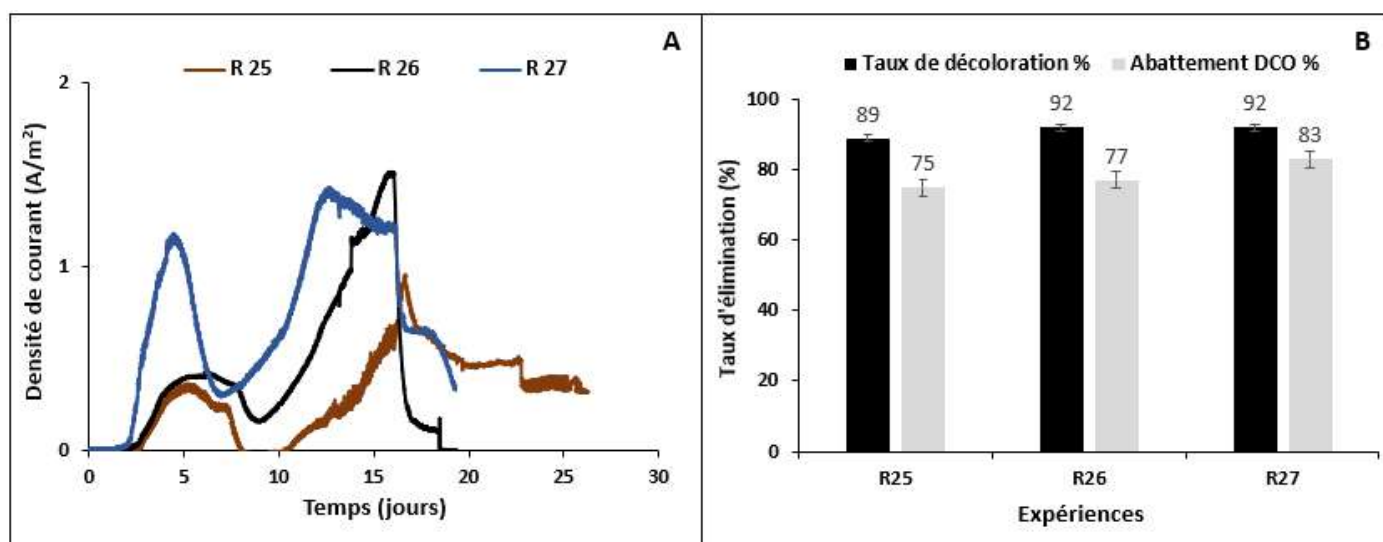 A
R 25 R 26 R 27
Densité de courant (A/m²)
2
1
0
0 5 10 15 20 25 30
Temps (jours)
B
Taux de décoloration % Abattement DCO %
Taux d'élimination (%)
100
80
60
40
20
0
89 75 92 77 92 83
R25 R26 R27
Expériences